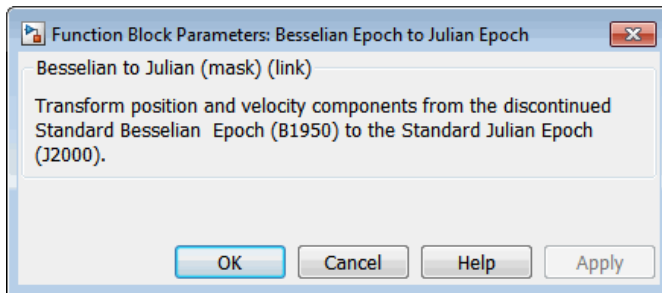 Function Block Parameters: Besselian Epoch to Julian Epoch
Besselian to Julian (mask) (link)
Transform position and velocity components from the discontinued
Standard Besselian  Epoch (B1950) to the Standard Julian Epoch
(J2000).
OK Cancel Help Apply